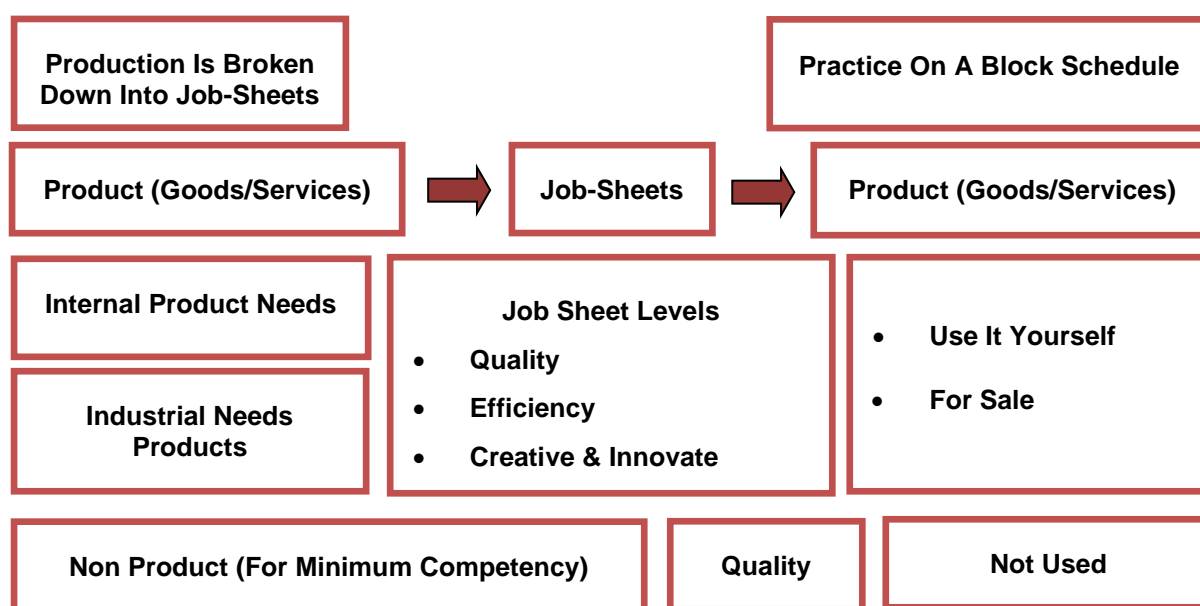 Production Is Broken
Down Into Job-Sheets
Practice On A Block Schedule
Product (Goods/Services)
Job-Sheets
Product (Goods/Services)
Internal Product Needs
Industrial Needs
Products
Job Sheet Levels
• Quality
• Efficiency
• Creative & Innovate
• Use It Yourself
• For Sale
Non Product (For Minimum Competency)
Quality
Not Used